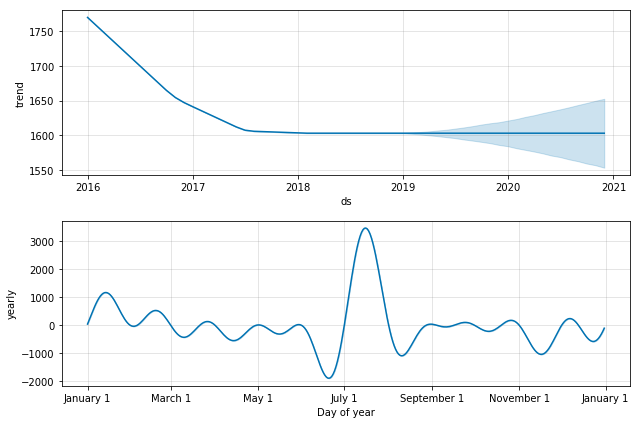 1750
1700
1650
1600
1550
trend
2016 2017 2018 2019 2020 2021
ds
3000
2000
1000
0
−1000
−2000
yearly
January 1 March 1 May 1 July 1 September 1 November 1 January 1
Day of year